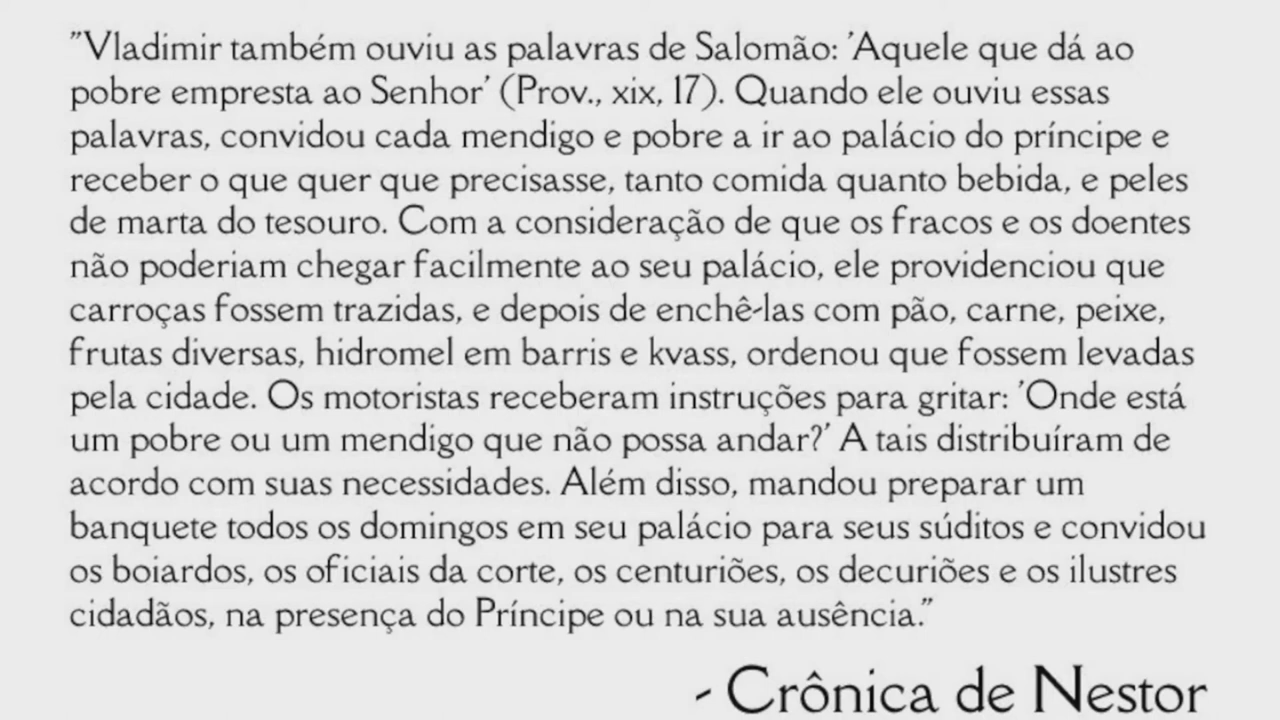 "Vladimir também ouviu as palavras de Salomão: 'Aquele que dá ao
pobre empresta ao Senhor' (Prov., xix, 17). Quando ele ouviu essas
palavras, convidou cada mendigo e pobre a ir ao palácio do príncipe e
receber o que quer que precisasse, tanto comida quanto bebida, e peles
de marta do tesouro. Com a consideração de que os fracos e os doentes
não poderiam chegar facilmente ao seu palácio, ele providenciou que
carroças fossem trazidas, e depois de enchê-las com pão, carne, peixe,
frutas diversas, hidromel em barris e kvass, ordenou que fossem levadas
pela cidade. Os motoristas receberam instruções para gritar: 'Onde está
um pobre ou um mendigo que não possa andar?' A tais distribuíram de
acordo com suas necessidades. Além disso, mandou preparar um
banquete todos os domingos em seu palácio para seus súditos e convidou
os boiardos, os oficiais da corte, os centuriões, os decuriões e os ilustres
cidadãos, na presença do Príncipe ou na sua ausência."
- Crônica de Nestor